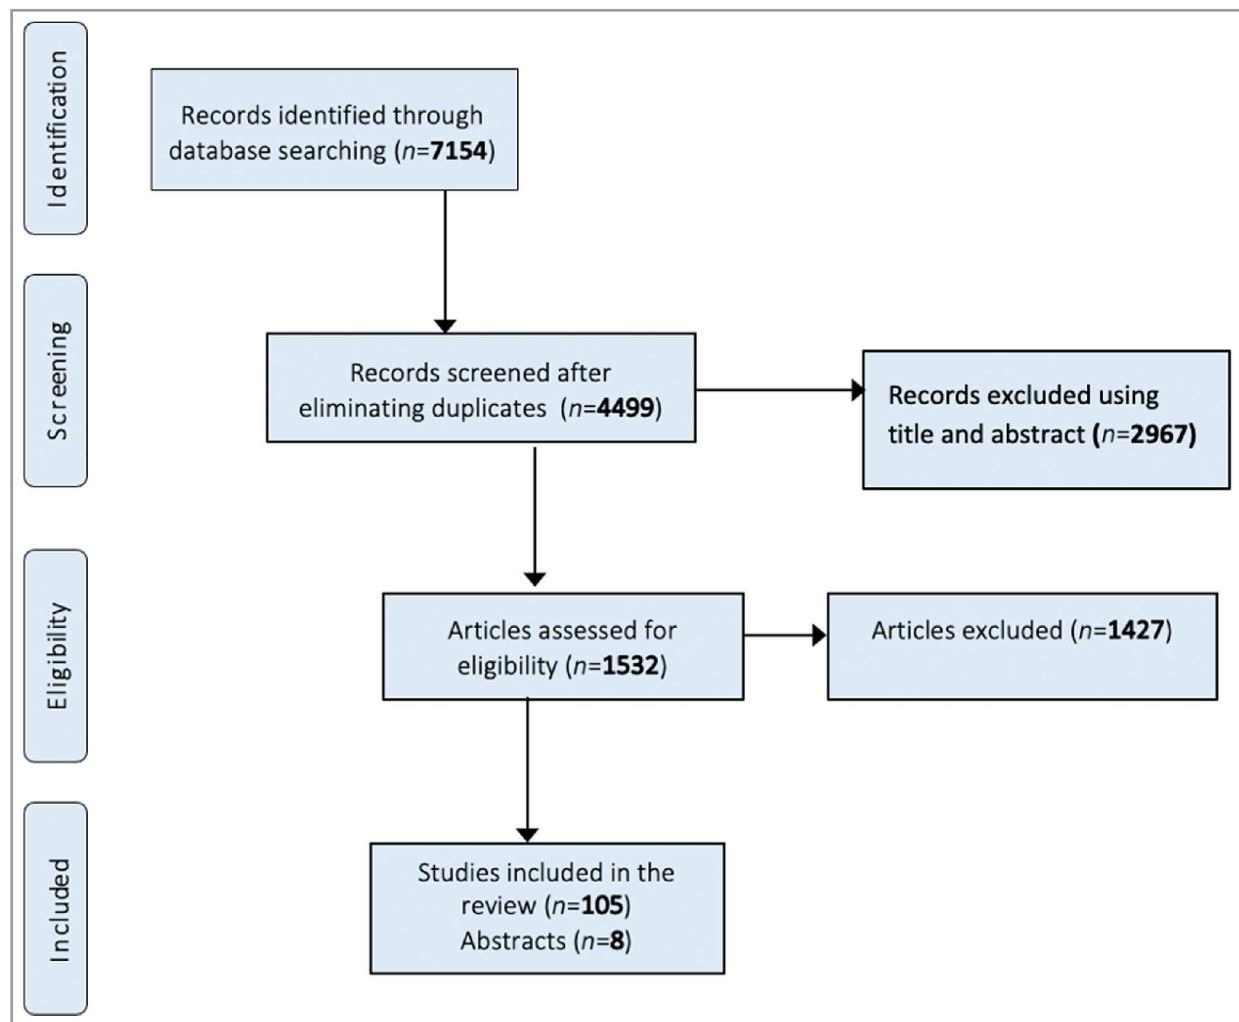 Identification
Records identified through
database searching (n=7154)
Screening
Records screened after
eliminating duplicates (n=4499)
Records excluded using
title and abstract (n=2967)
Eligibility
Articles assessed for
eligibility (n=1532)
Articles excluded (n=1427)
Included
Studies included in the
review (n=105)
Abstracts (n=8)